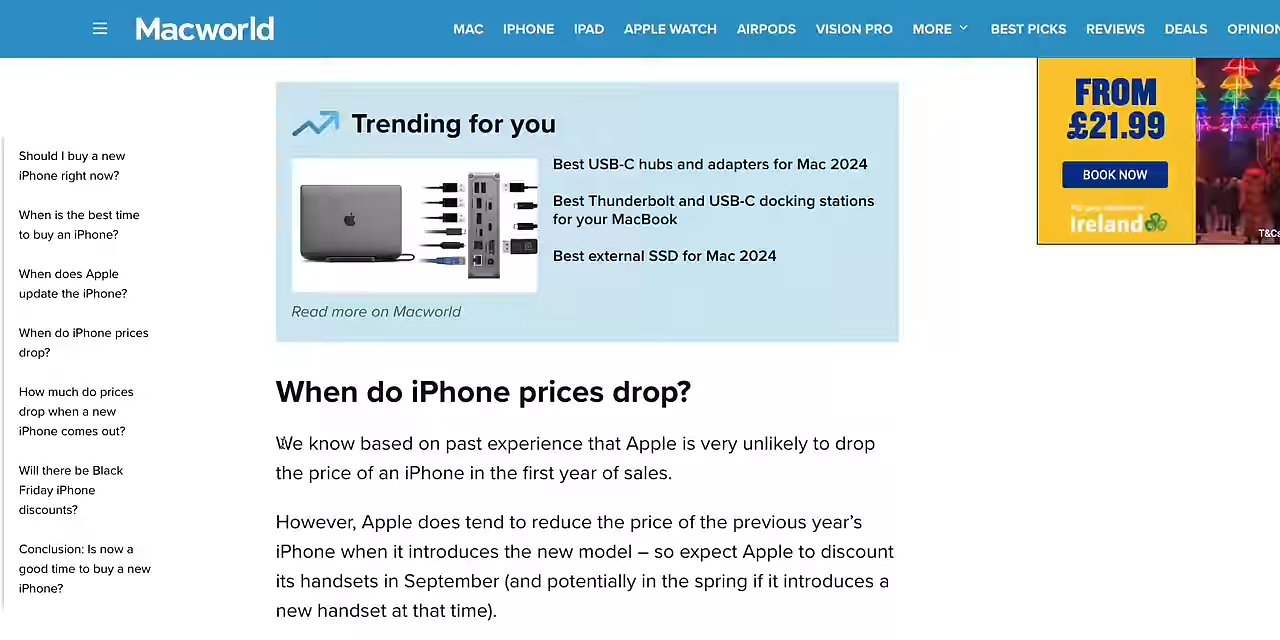 Macworld
MAC IPHONE IPAD APPLE WATCH AIRPODS VISION PRO MORE BEST PICKS REVIEWS DEALS OPINION
FROM
£21.99
BOOK NOW
Ireland
T&Cs
Should I buy a new
iPhone right now?
When is the best time
to buy an iPhone?
When does Apple
update the iPhone?
When do iPhone prices
drop?
How much do prices
drop when a new
iPhone comes out?
Will there be Black
Friday iPhone
discounts?
Conclusion: Is now a
good time to buy a new
iPhone?
Trending for you
Best USB-C hubs and adapters for Mac 2024
Best Thunderbolt and USB-C docking stations
for your MacBook
Best external SSD for Mac 2024
Read more on Macworld
When do iPhone prices drop?
We know based on past experience that Apple is very unlikely to drop
the price of an iPhone in the first year of sales.
However, Apple does tend to reduce the price of the previous year’s
iPhone when it introduces the new model – so expect Apple to discount
its handsets in September (and potentially in the spring if it introduces a
new handset at that time).